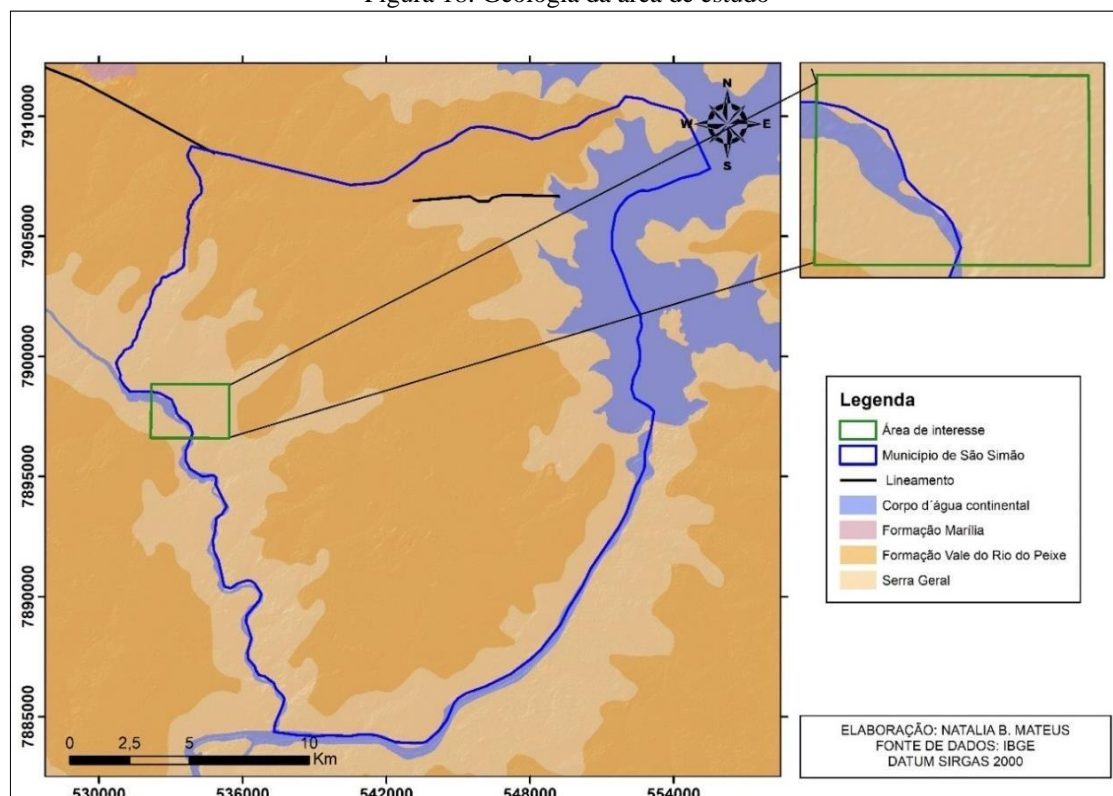 Figura Geologia da área de estudo
N
W E
S
7910000
7905000
7900000
7895000
7890000
7885000
530000 536000 542000 548000 554000
0 2,5 5 10
Km
Legenda
Área de interesse
Município de São Simão
Lineamento
Corpo d´água continental
Formação Marília
Formação Vale do Rio do Peixe
Serra Geral
ELABORAÇÃO: NATALIA B. MATEUS
FONTE DE DADOS: IBGE
DATUM SIRGAS 2000